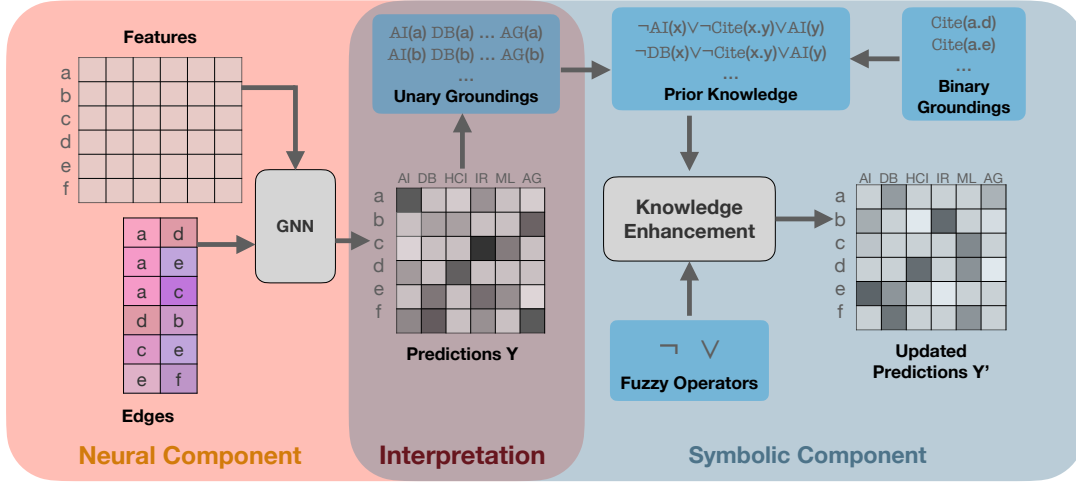 Features
a
b
c
d
e
f
a d
a e
a c
d b
c e
e f
Edges
GNN
Neural Component
AI(a) DB(a) ... AG(a)
AI(b) DB(b) ... AG(b)
...
Unary Groundings
AI DB HCI IR ML AG
a
b
c
d
e
f
Predictions Y
Interpretation
¬AI(x)∨¬Cite(x.y)∨AI(y)
¬DB(x)∨¬Cite(x.y)∨AI(y)
...
Prior Knowledge
Cite(a.d)
Cite(a.e)
...
Binary
Groundings
Knowledge
Enhancement
¬ ∨
Fuzzy Operators
AI DB HCI IR ML AG
a
b
c
d
e
f
Updated
Predictions Y'
Symbolic Component